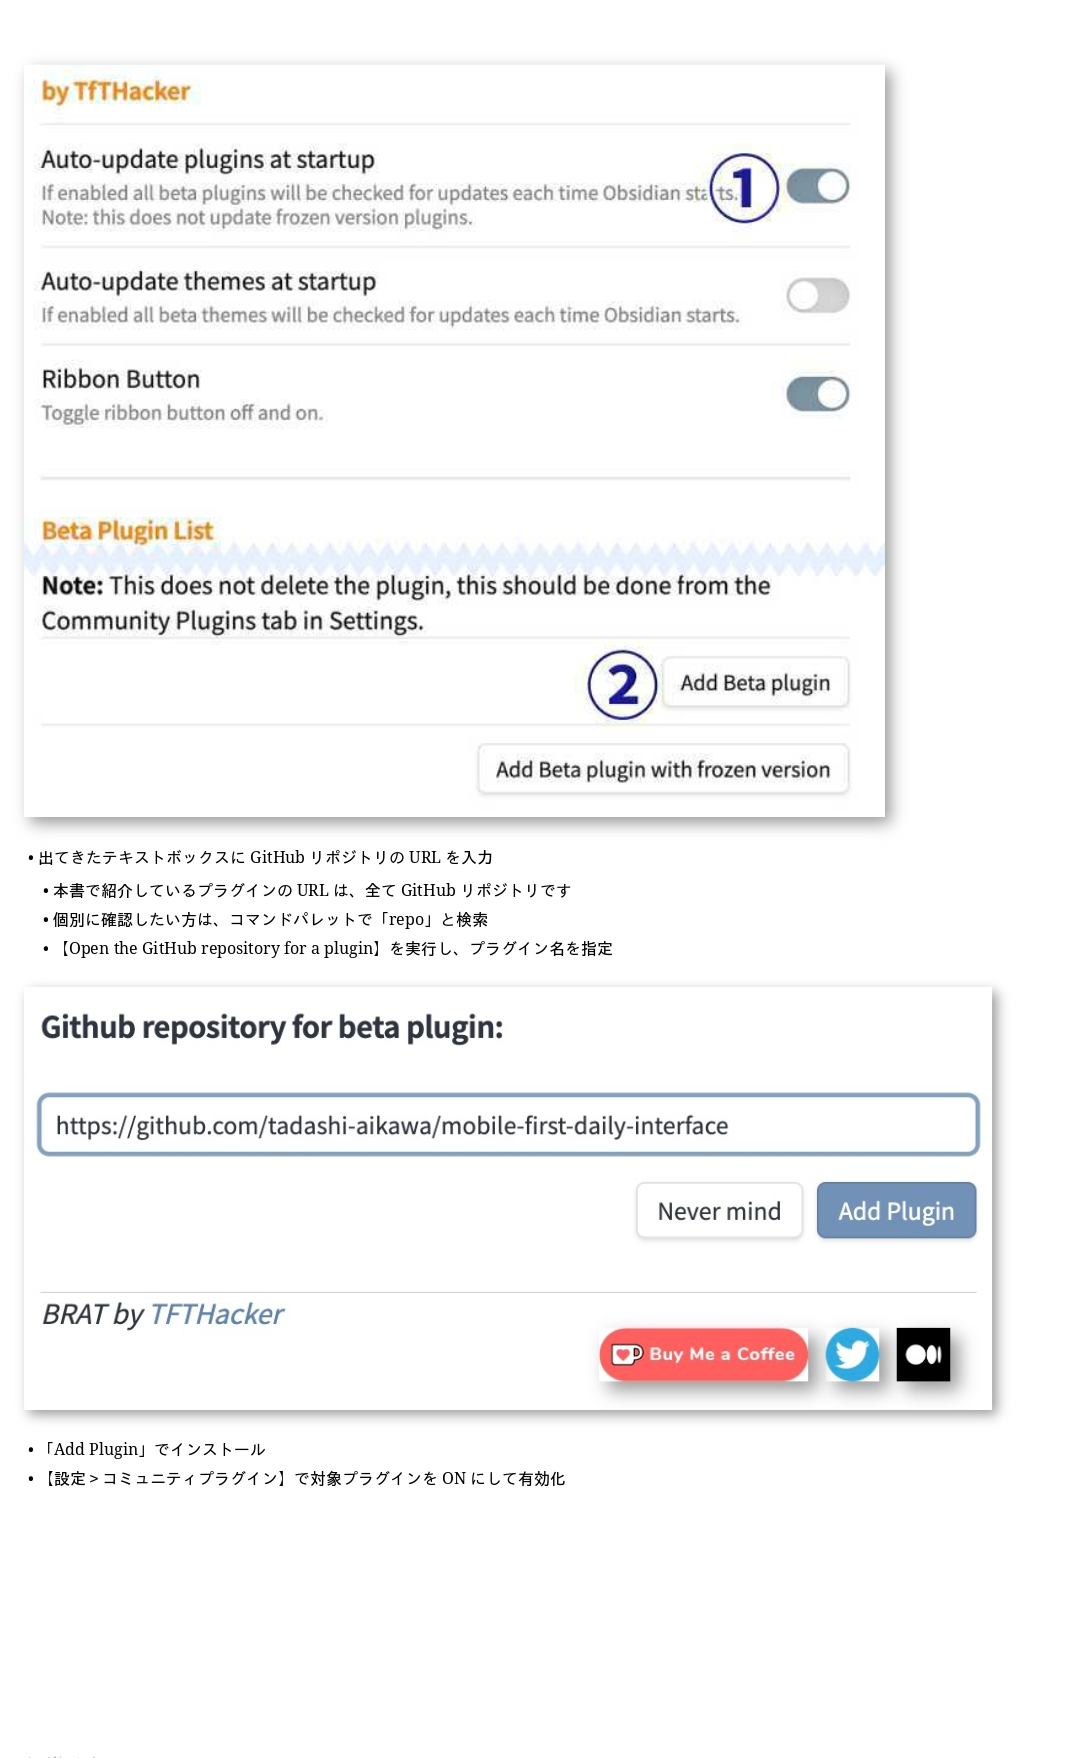 by TfTHacker
Auto-update plugins at startup
If enabled all beta plugins will be checked for updates each time Obsidian starts.
Note: this does not update frozen version plugins.
1
Auto-update themes at startup
If enabled all beta themes will be checked for updates each time Obsidian starts.
Ribbon Button
Toggle ribbon button off and on.
Beta Plugin List
Note: This does not delete the plugin, this should be done from the
Community Plugins tab in Settings.
2 Add Beta plugin
Add Beta plugin with frozen version
• 出てきたテキストボックスに GitHub リポジトリの URL を入力
• 本書で紹介しているプラグインの URL は、全て GitHub リポジトリです
• 個別に確認したい方は、コマンドパレットで「repo」と検索
• 【Open the GitHub repository for a plugin】を実行し、プラグイン名を指定
Github repository for beta plugin:
https://github.com/tadashi-aikawa/mobile-first-daily-interface
Never mind Add Plugin
BRAT by TFTHacker
Buy Me a Coffee
• 「Add Plugin」でインストール
• 【設定 > コミュニティプラグイン】で対象プラグインを ON にして有効化